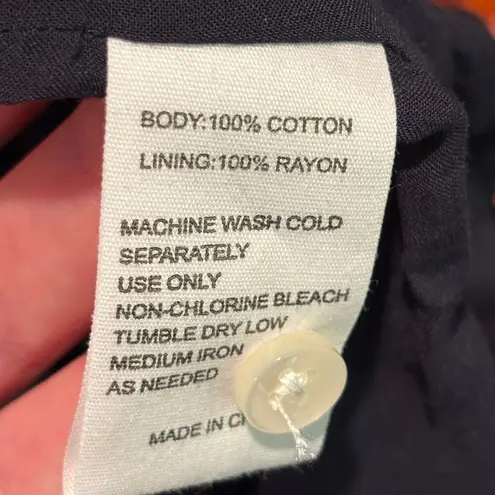 BODY:100% COTTON
LINING:100% RAYON
MACHINE WASH COLD
SEPARATELY
USE ONLY
NON-CHLORINE BLEACH
TUMBLE DRY LOW
MEDIUM IRON
AS NEEDED
MADE IN